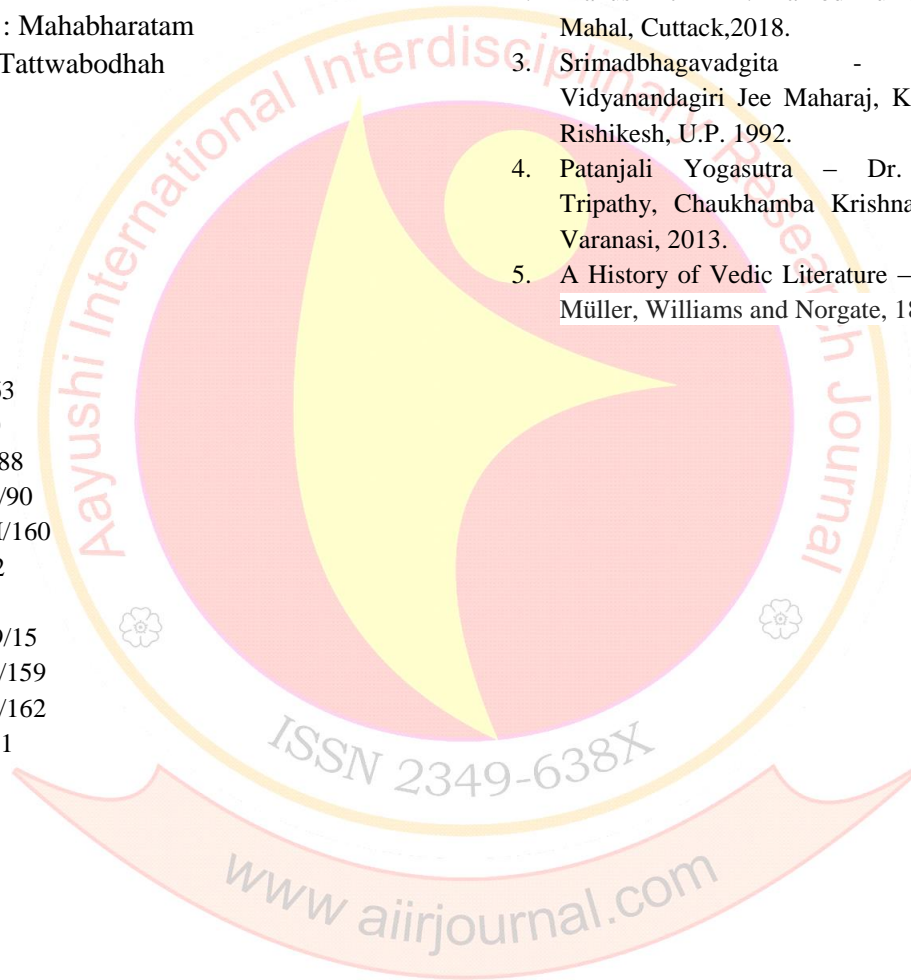 : Mahabharatam
Tattwabodhah
63
88
/90
I/160
2
9/15
/159
/162
1
Mahal, Cuttack,2018.
3. Srimadbhagavadgita -
Vidyanandagiri Jee Maharaj, K
Rishikesh, U.P. 1992.
4. Patanjali Yogasutra – Dr.
Tripathy, Chaukhamba Krishna
Varanasi, 2013.
5. A History of Vedic Literature –
Müller, Williams and Norgate, 18
Aayushi International Interdisciplinary Research Journal
ISSN 2349-638X
www aiirjournal.com